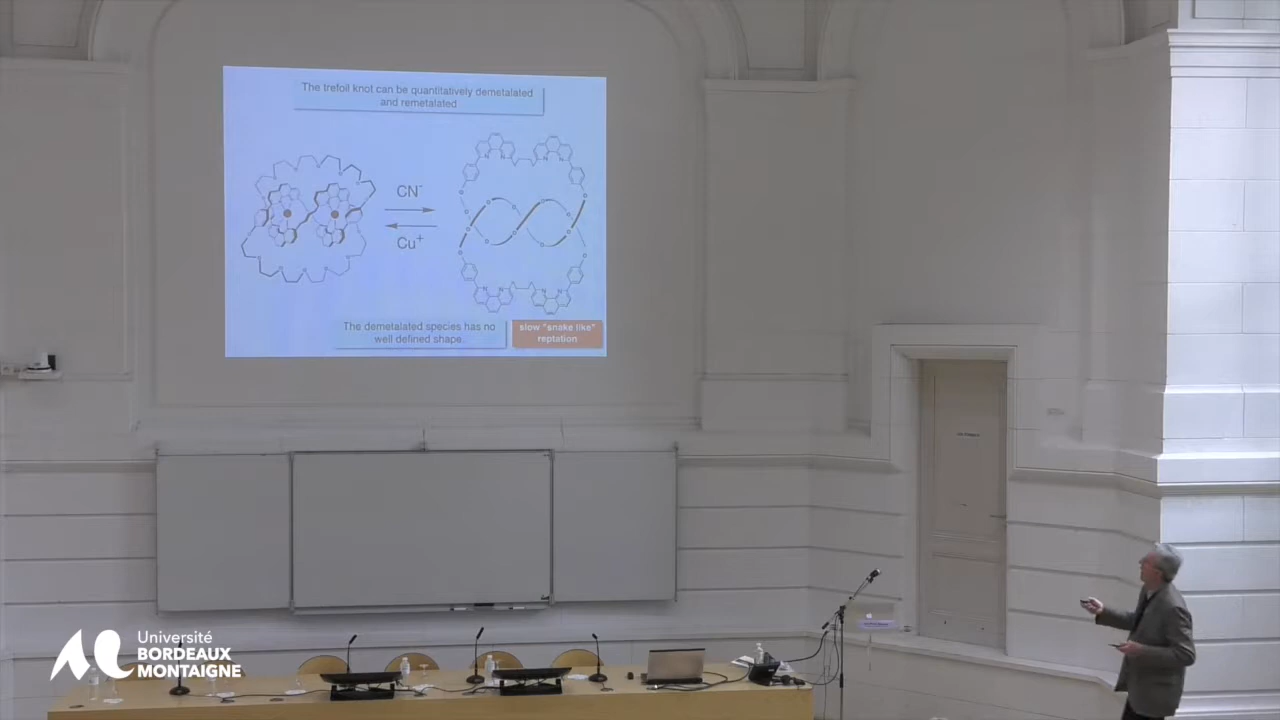 The trefoil knot can be quantitatively demetalated
and remetalated
CN⁻
Cu⁺
The demetalated species has no
well defined shape.
slow "snake like"
reptation
Université
BORDEAUX
MONTAIGNE